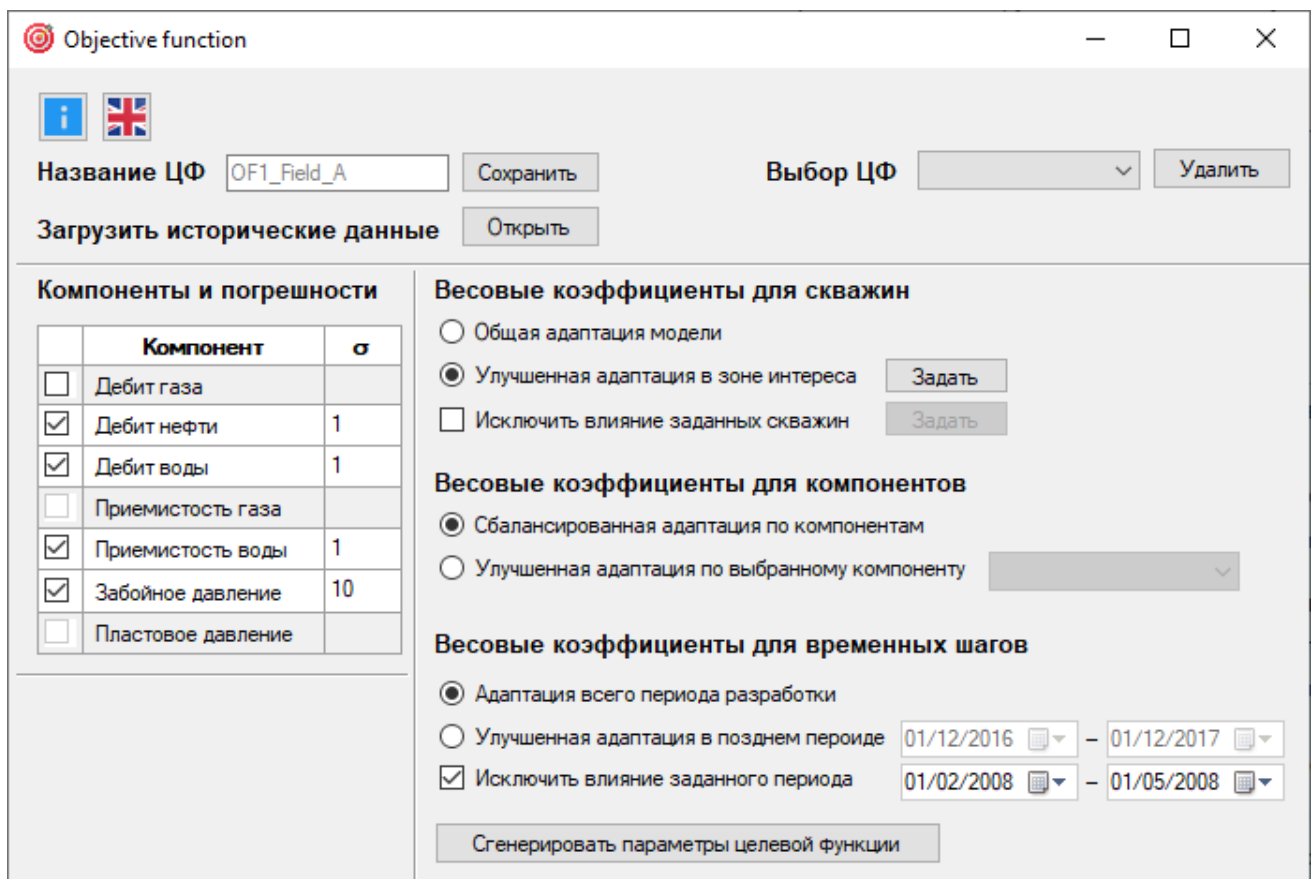 Objective function
Название ЦФ OF1_Field_A Сохранить Выбор ЦФ Удалить
Загрузить исторические данные Открыть
Компоненты и погрешности
Компонент σ
Дебит газа
Дебит нефти 1
Дебит воды 1
Приемистость газа
Приемистость воды 1
Забойное давление 10
Пластовое давление
Весовые коэффициенты для скважин
Общая адаптация модели
Улучшенная адаптация в зоне интереса Задать
Исключить влияние заданных скважин Задать
Весовые коэффициенты для компонентов
Сбалансированная адаптация по компонентам
Улучшенная адаптация по выбранному компоненту
Весовые коэффициенты для временных шагов
Адаптация всего периода разработки
Улучшенная адаптация в позднем пероиде 01/12/2016 – 01/12/2017
Исключить влияние заданного периода 01/02/2008 – 01/05/2008
Сгенерировать параметры целевой функции